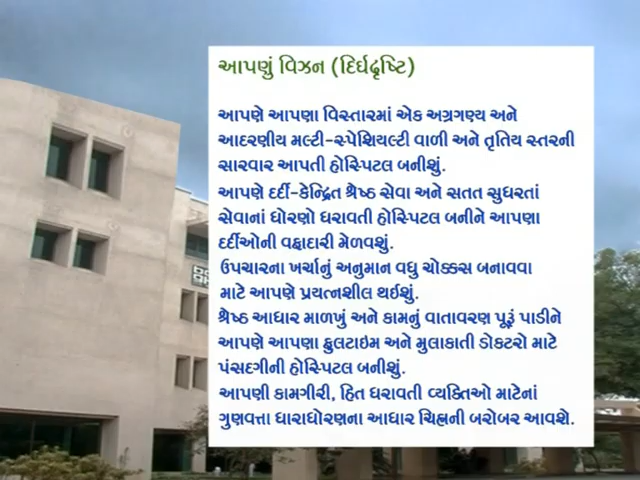 આપણું વિઝન (દિર્ઘદ્રષ્ટિ)
આપણે આપણા વિસ્તારમાં એક અગ્રગણ્ય અને
આદરણીય મલ્ટી-સ્પેશિયલ્ટી વાળી અને તૃતિય સ્તરની
સારવાર આપતી હોસ્પિટલ બનીશું.
આપણે દર્દી-કેન્દ્રિત શ્રેષ્ઠ સેવા અને સતત સુધરતાં
સેવાનાં ધોરણો ધરાવતી હોસ્પિટલ બનીને આપણા
દર્દીઓની વફાદારી મેળવશું.
ઉપચારના ખર્ચાનું અનુમાન વધુ ચોક્કસ બનાવવા
માટે આપણે પ્રયત્નશીલ થઈશું.
શ્રેષ્ઠ આધાર માળખું અને કામનું વાતાવરણ પૂરૂં પાડીને
આપણે આપણા ફુલટાઇમ અને મુલાકાતી ડોકટરો માટે
પંસદગીની હોસ્પિટલ બનીશું.
આપણી કામગીરી, હિત ધરાવતી વ્યક્તિઓ માટેનાં
ગુણવત્તા ધારાધોરણના આધાર ચિહ્નની બરોબર આવશે.